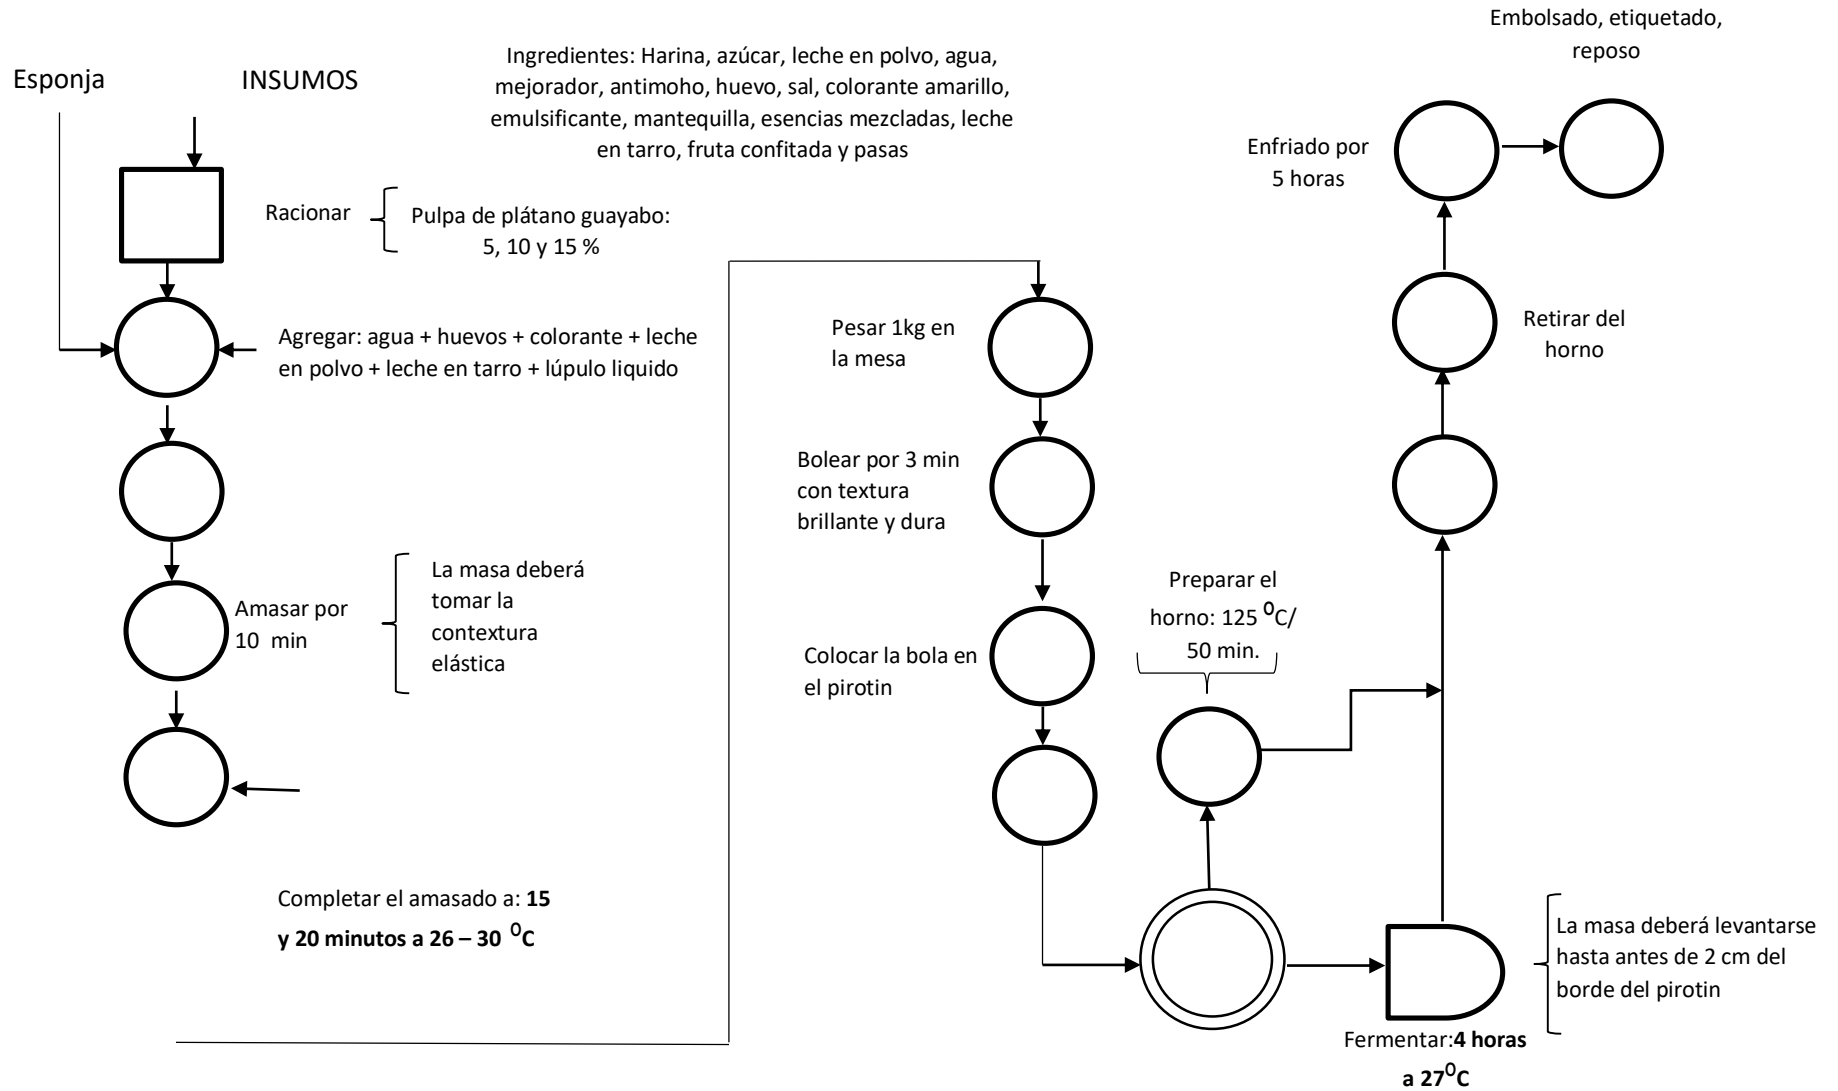 Esponja
INSUMOS
Ingredientes: Harina, azúcar, leche en polvo, agua,
mejorador, antimoho, huevo, sal, colorante amarillo,
emulsificante, mantequilla, esencias mezcladas, leche
en tarro, fruta confitada y pasas
Racionar
Pulpa de plátano guayabo:
5, 10 y 15 %
Agregar: agua + huevos + colorante + leche
en polvo + leche en tarro + lúpulo liquido
Amasar por
10 min
La masa deberá
tomar la
contextura
elástica
Completar el amasado a: 15
y 20 minutos a 26 – 30 ⁰C
Pesar 1kg en
la mesa
Bolear por 3 min
con textura
brillante y dura
Colocar la bola en
el pirotin
Preparar el
horno: 125 ⁰C/
50 min.
Fermentar:4 horas
a 27⁰C
La masa deberá levantarse
hasta antes de 2 cm del
borde del pirotin
Retirar del
horno
Enfriado por
5 horas
Embolsado, etiquetado,
reposo